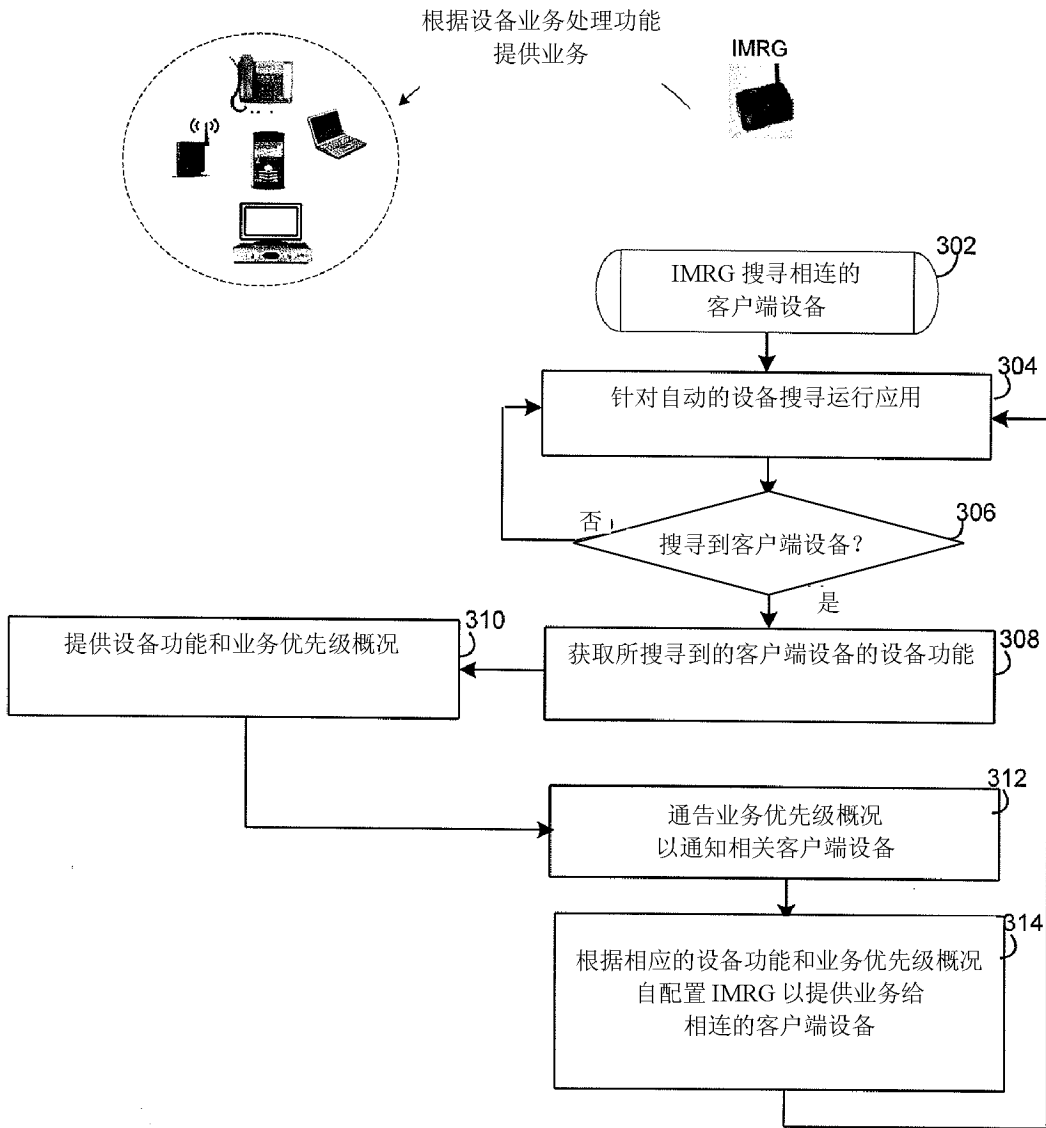 根据设备业务处理功能
提供业务
IMRG
302
IMRG 搜寻相连的
客户端设备
304
针对自动的设备搜寻运行应用
306
否
搜寻到客户端设备？
是
310
提供设备功能和业务优先级概况
308
获取所搜寻到的客户端设备的设备功能
312
通告业务优先级概况
以通知相关客户端设备
314
根据相应的设备功能和业务优先级概况
自配置 IMRG 以提供业务给
相连的客户端设备